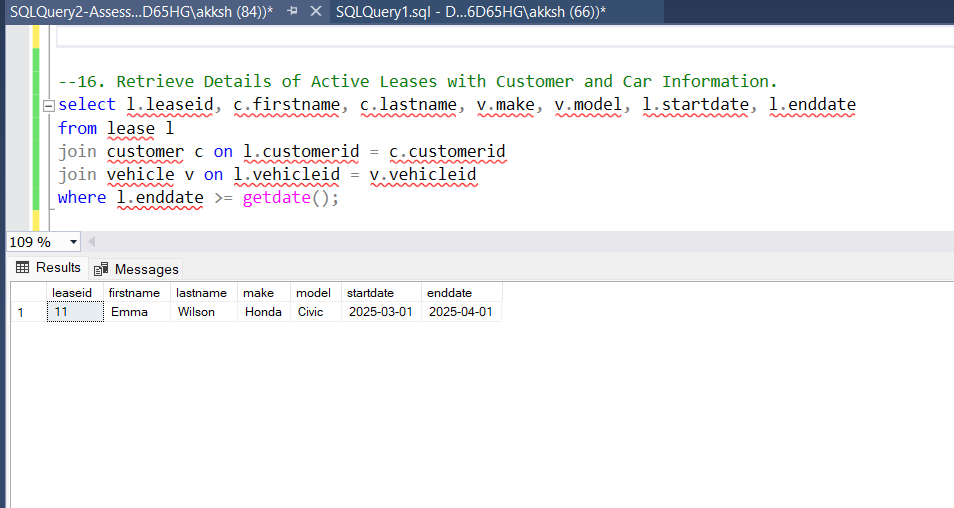 SQLQuery2-Assess...D65HG\akksh (84))* SQLQuery1.sql - D...6D65HG\akksh (66))*
--16. Retrieve Details of Active Leases with Customer and Car Information.
select l.leaseid, c.firstname, c.lastname, v.make, v.model, l.startdate, l.enddate
from lease l
join customer c on l.customerid = c.customerid
join vehicle v on l.vehicleid = v.vehicleid
where l.enddate >= getdate();
109 %
Results Messages
leaseid firstname lastname make model startdate enddate
1 11 Emma Wilson Honda Civic 2025-03-01 2025-04-01